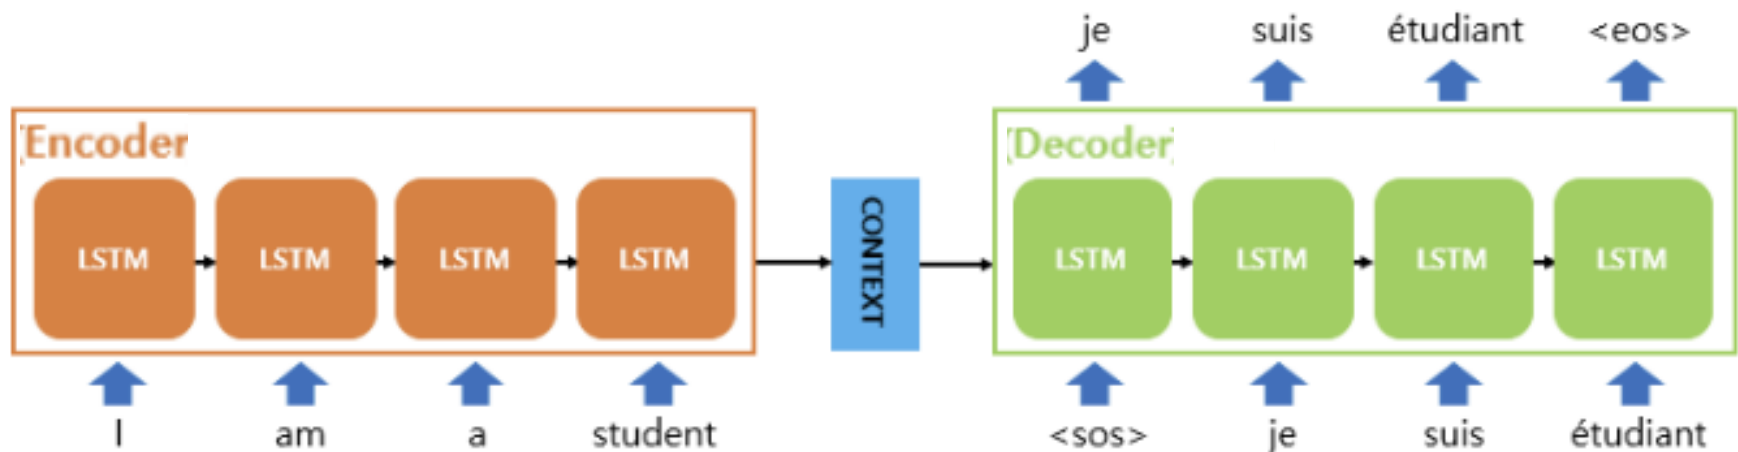 je suis étudiant <eos>
(Encoder
(Decoder)
LSTM LSTM LSTM LSTM
CONTEXT
LSTM LSTM LSTM LSTM
I am a student
<sos> je suis étudiant